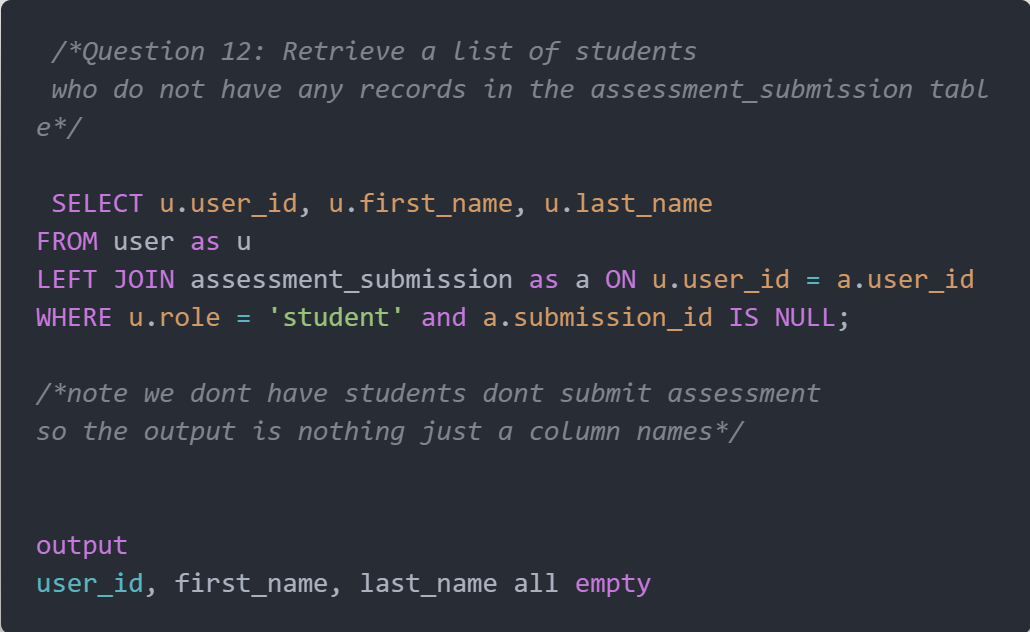 /*Question 12: Retrieve a list of students
who do not have any records in the assessment_submission tabl
e*/
SELECT u.user_id, u.first_name, u.last_name
FROM user as u
LEFT JOIN assessment_submission as a ON u.user_id = a.user_id
WHERE u.role = 'student' and a.submission_id IS NULL;
/*note we dont have students dont submit assessment
so the output is nothing just a column names*/
output
user_id, first_name, last_name all empty